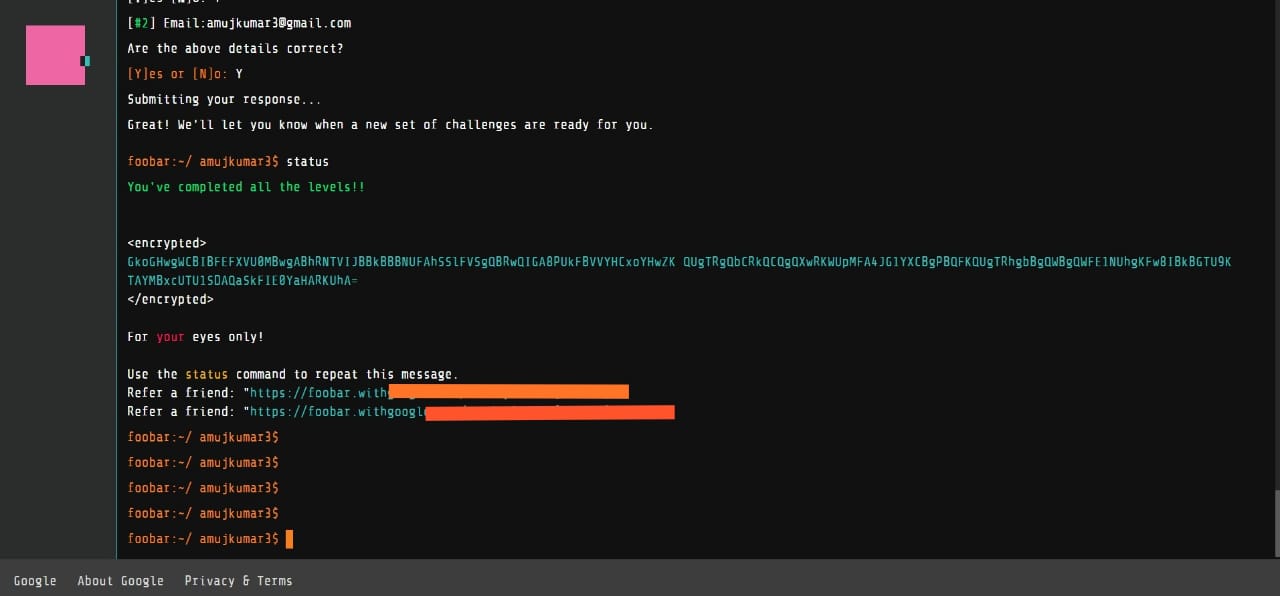 [#2] Email:amujkumar3@gmail.com
Are the above details correct?
[Y]es or [N]o: Y
Submitting your response...
Great! We'll let you know when a new set of challenges are ready for you.
foobar:~/ amujkumar3$ status
You've completed all the levels!!
<encrypted>
GkoGHwgWCBIBFEFXVU0MBwgABhRNTVIJBBkBBBNUFAhSSlFVSgQBRwQIGA8PUkFBVVYHCxoYHwZK QUgTRgQbCRkQCQgQXwRKWUpMFA4JG1YXCBgPBQFKQUgTRhgbBgQWBgQWFE1NUhgKFw8IBkBGTU9K
TAYMBxcUTU1SDAQaSkFIE0YaHARKUhA=
</encrypted>
For your eyes only!
Use the status command to repeat this message.
Refer a friend: "https://foobar.with
Refer a friend: "https://foobar.withgoogl
foobar:~/ amujkumar3$
foobar:~/ amujkumar3$
foobar:~/ amujkumar3$
foobar:~/ amujkumar3$
foobar:~/ amujkumar3$
Google About Google Privacy & Terms